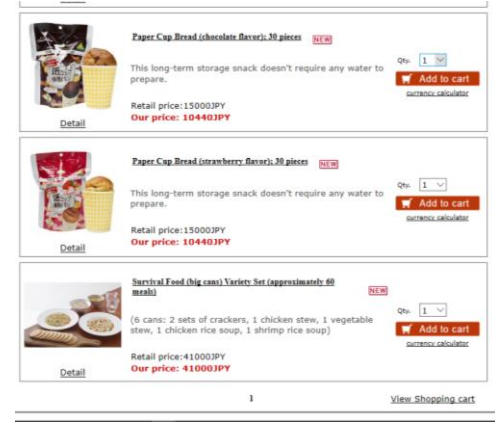 Detail
Paper Cup Bread (chocolate flavor); 30 pieces NEW
This long-term storage snack doesn't require any water to
prepare.
Retail price:15000JPY
Our price: 10440JPY
Detail
Qty. 1
Add to cart
currency calculator
Paper Cup Bread (strawberry flavor); 30 pieces NEW
This long-term storage snack doesn't require any water to
prepare.
Retail price:15000JPY
Our price: 10440JPY
Detail
Qty. 1
Add to cart
currency calculator
Survival Food (big cans) Variety Set (approximately 60
meals) NEW
(6 cans: 2 sets of crackers, 1 chicken stew, 1 vegetable
stew, 1 chicken rice soup, 1 shrimp rice soup)
Retail price:41000JPY
Our price: 41000JPY
Detail
Qty. 1
Add to cart
currency calculator
1
View Shopping cart